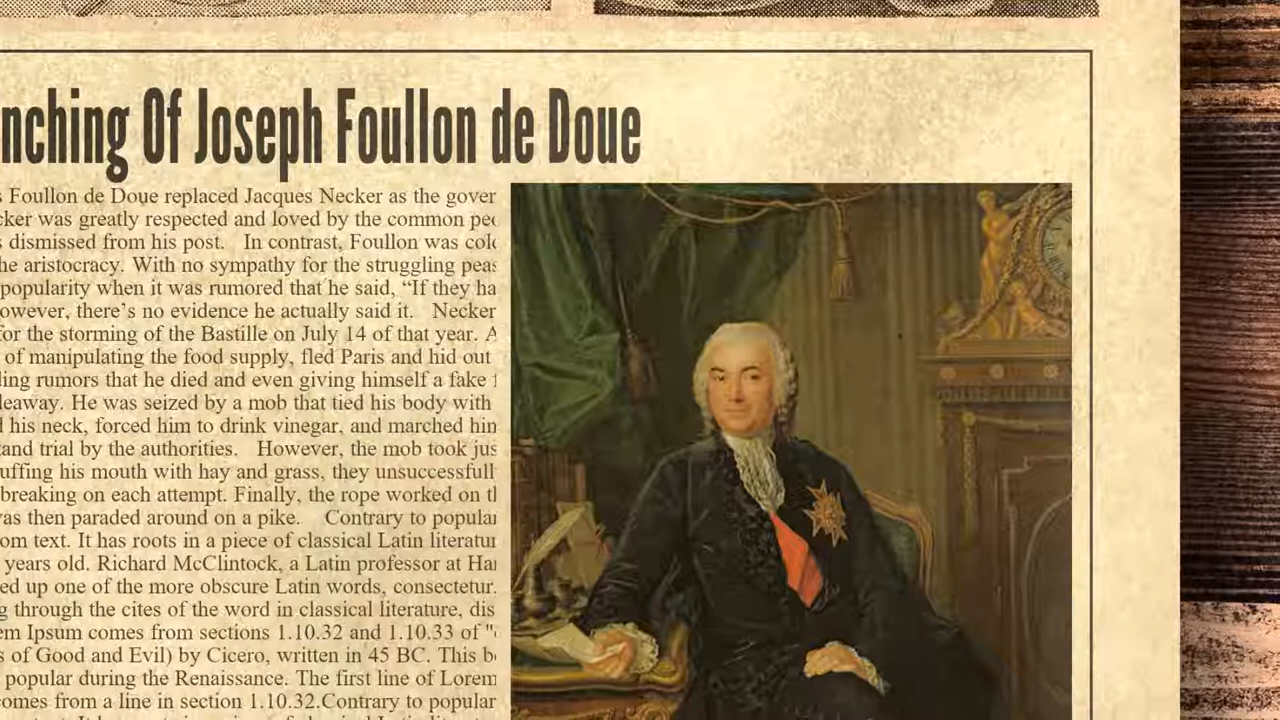 nching Of Joseph Foullon de Doue
s Foullon de Doue replaced Jacques Necker as the gover
cker was greatly respected and loved by the common peo
s dismissed from his post. In contrast, Foullon was col
he aristocracy. With no sympathy for the struggling peas
popularity when it was rumored that he said, “If they ha
owever, there’s no evidence he actually said it. Necker
for the storming of the Bastille on July 14 of that year. A
of manipulating the food supply, fled Paris and hid out
ling rumors that he died and even giving himself a fake f
leaway. He was seized by a mob that tied his body with
l his neck, forced him to drink vinegar, and marched him
tand trial by the authorities. However, the mob took jus
uffing his mouth with hay and grass, they unsuccessfull
breaking on each attempt. Finally, the rope worked on th
vas then paraded around on a pike. Contrary to popular
om text. It has roots in a piece of classical Latin literatur
years old. Richard McClintock, a Latin professor at Ham
ed up one of the more obscure Latin words, consectetur.
g through the cites of the word in classical literature, dis
em Ipsum comes from sections 1.10.32 and 1.10.33 of "
s of Good and Evil) by Cicero, written in 45 BC. This b
popular during the Renaissance. The first line of Lorem
comes from a line in section 1.10.32.Contrary to popular